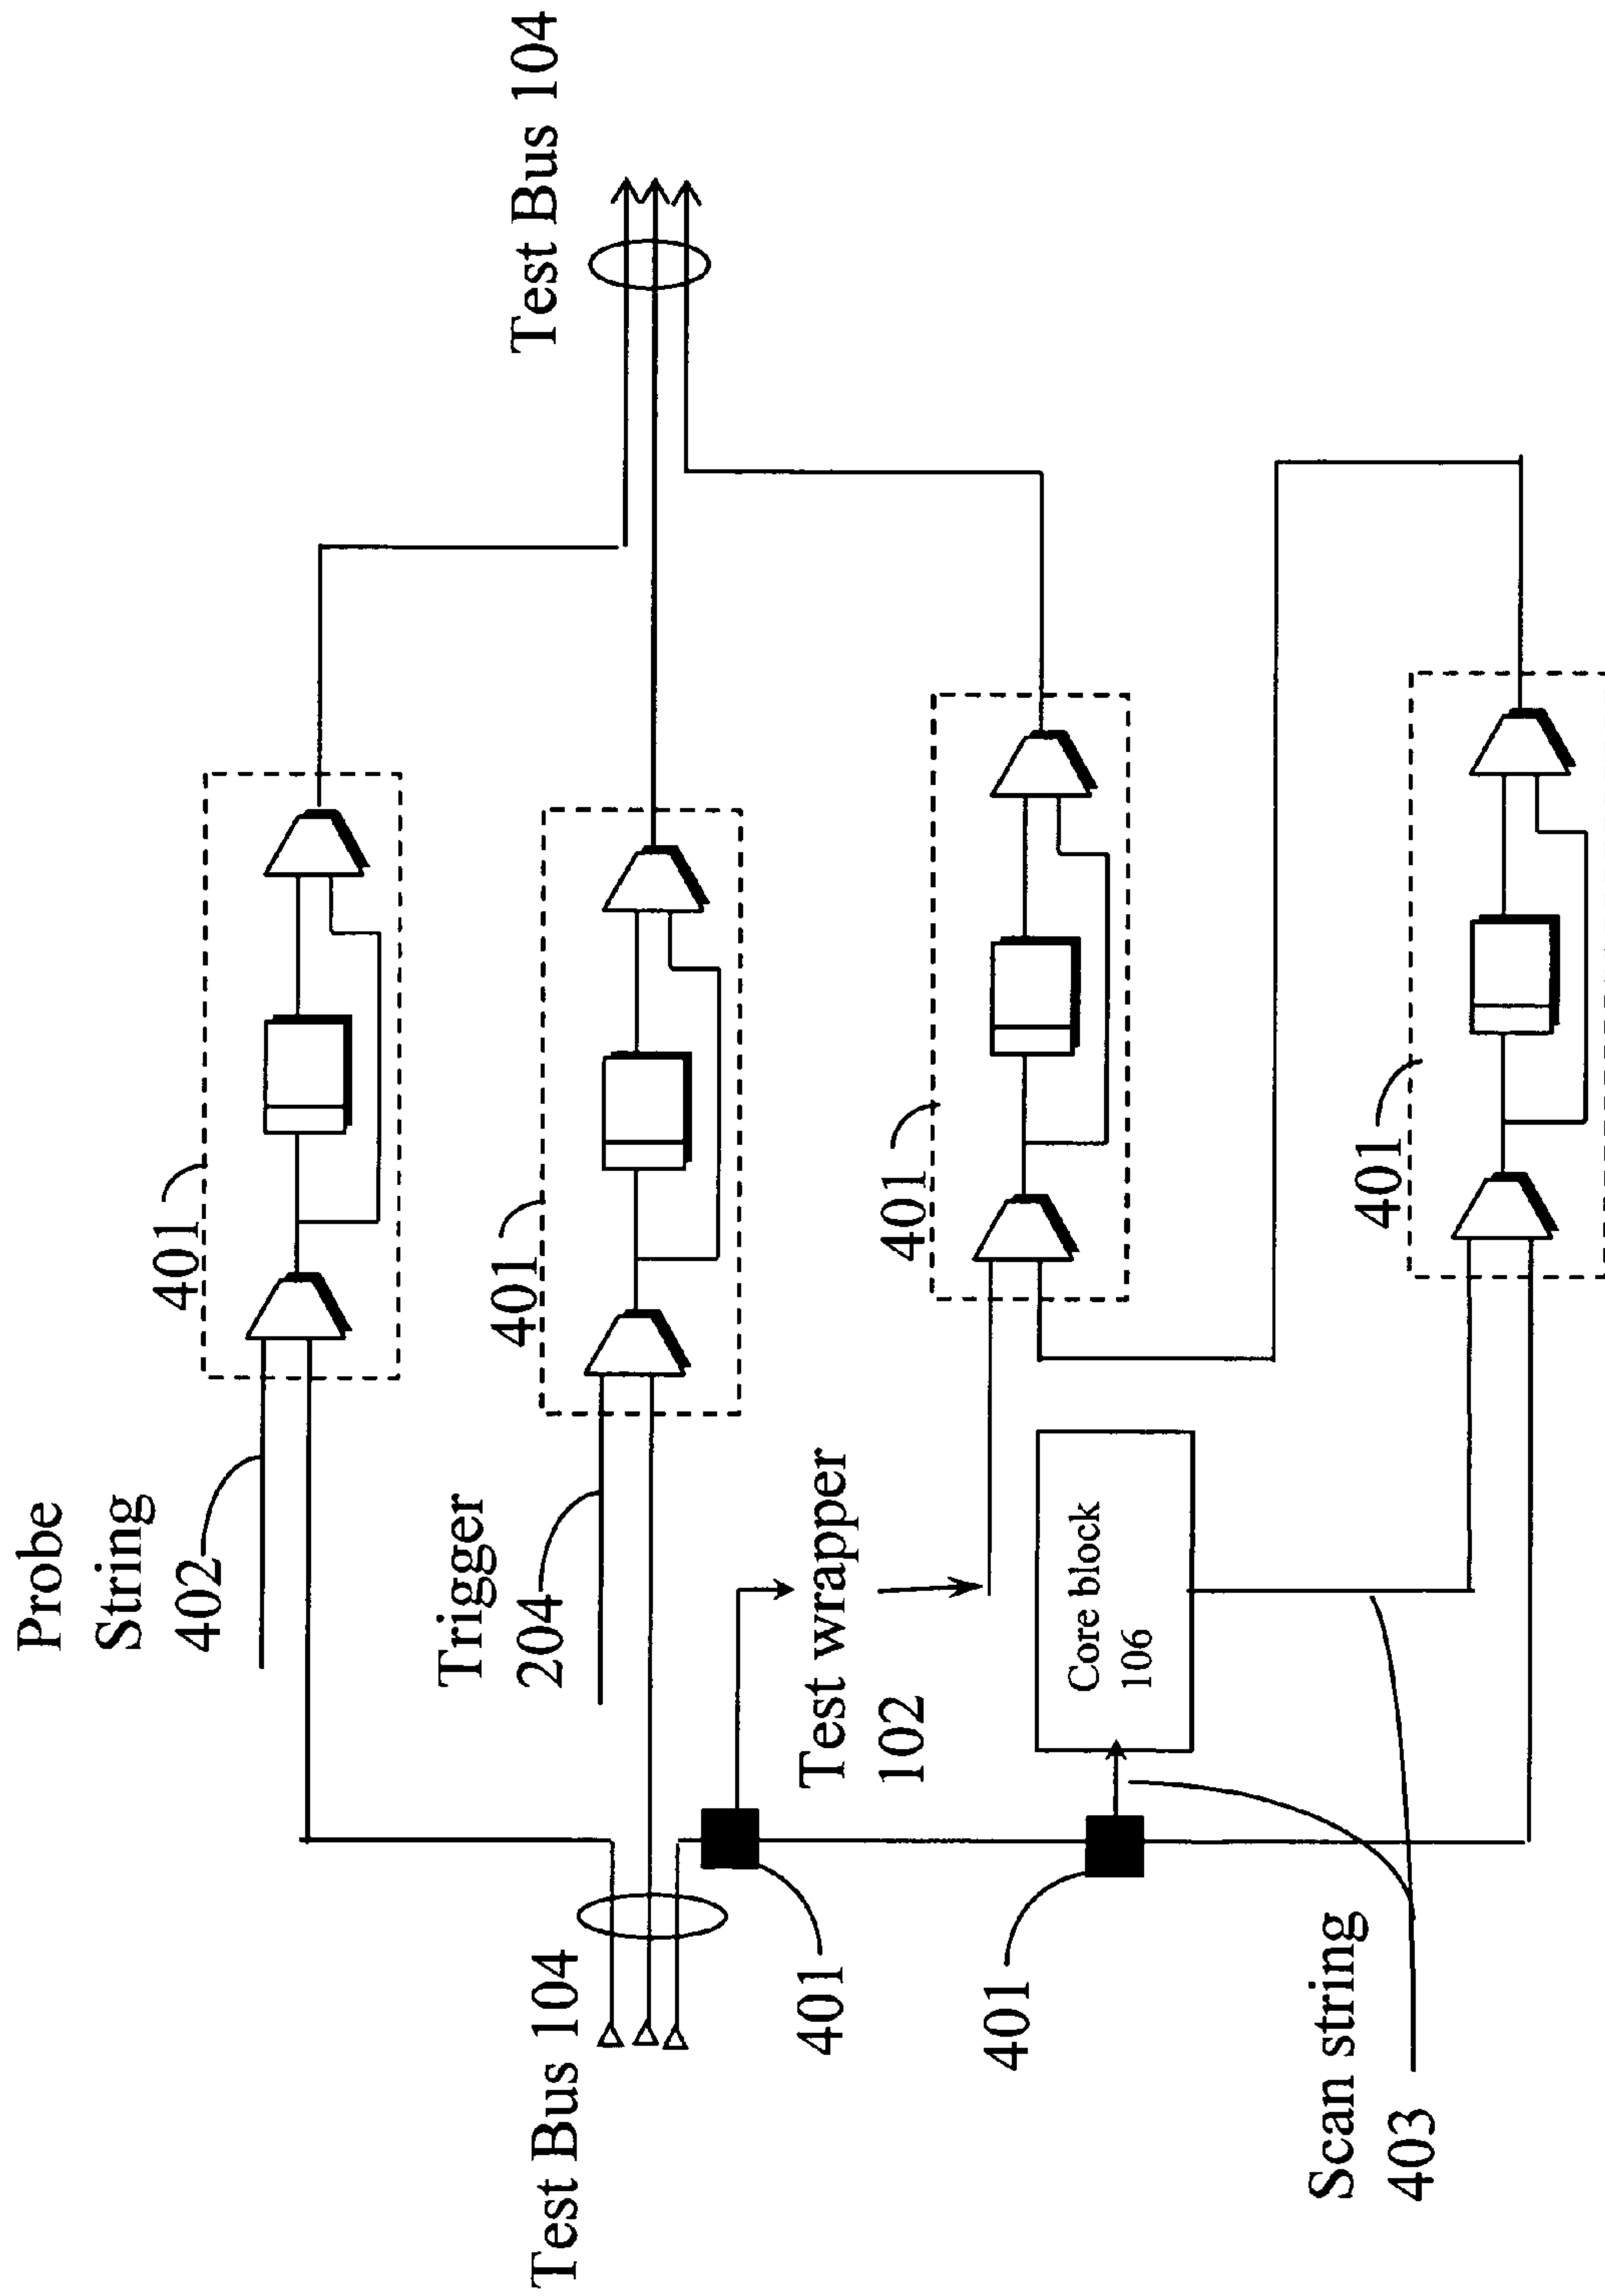 Probe
String
402
401
Test Bus 104
Trigger
204
401
Test Bus 104
401
Test wrapper
102
401
Core block
106
401
401
Scan string
403